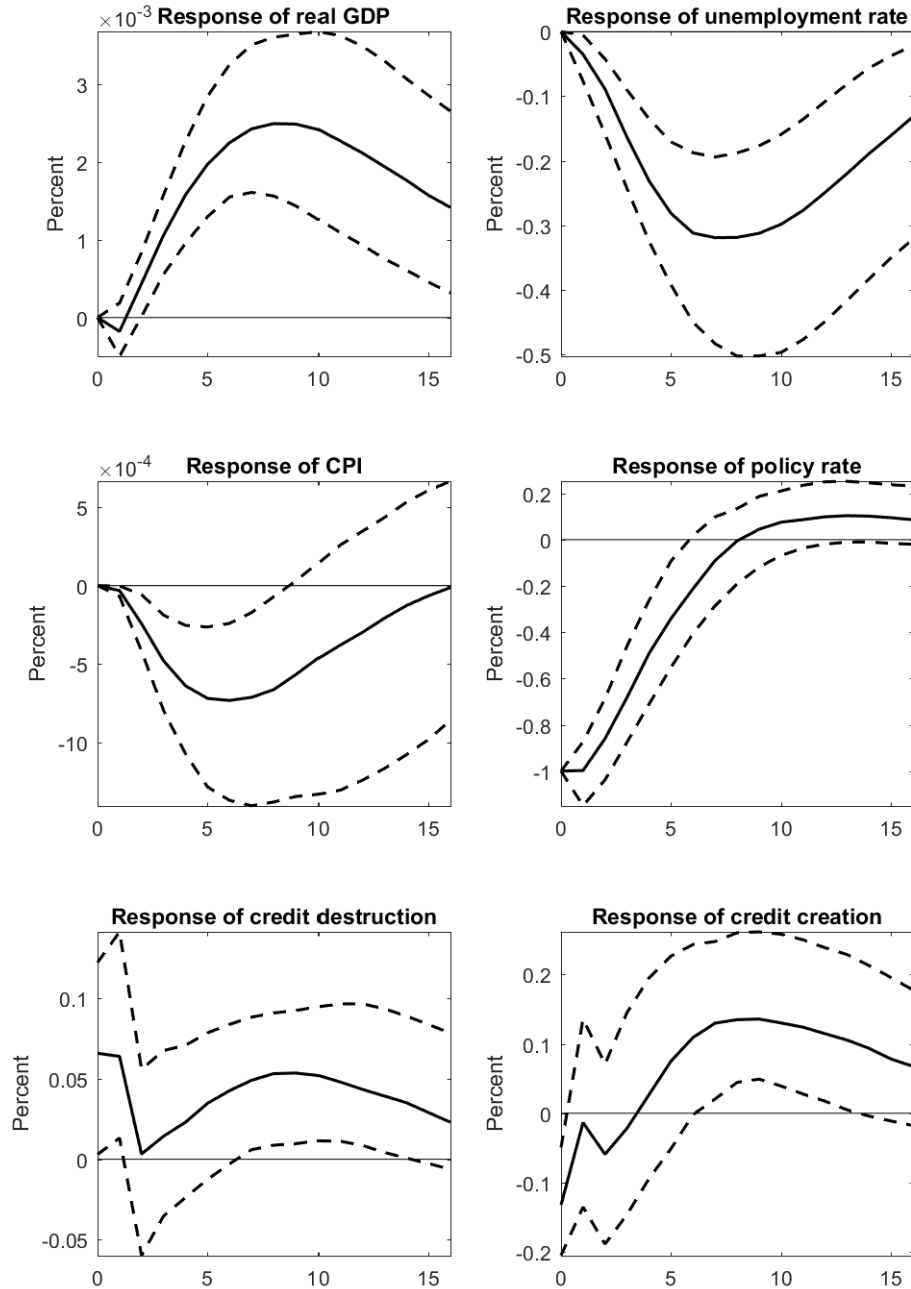 Response of real GDP
×10⁻³
3
2
1
0
Percent
0 5 10 15
Response of unemployment rate
0
-0.1
-0.2
-0.3
-0.4
-0.5
Percent
0 5 10 15
Response of CPI
×10⁻⁴
5
0
-5
-10
Percent
0 5 10 15
Response of policy rate
0.2
0
-0.2
-0.4
-0.6
-0.8
-1
Percent
0 5 10 15
Response of credit destruction
0.1
0.05
0
-0.05
Percent
0 5 10 15
Response of credit creation
0.2
0.1
0
-0.1
-0.2
Percent
0 5 10 15